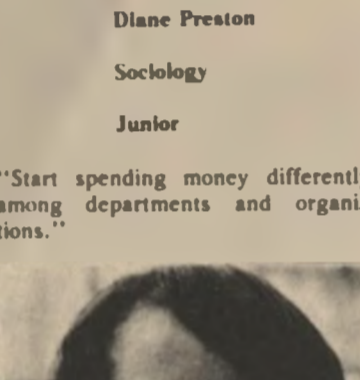 Diane Preston
Sociology
Junior
"Start spending money differentl
among departments and organi
tions."